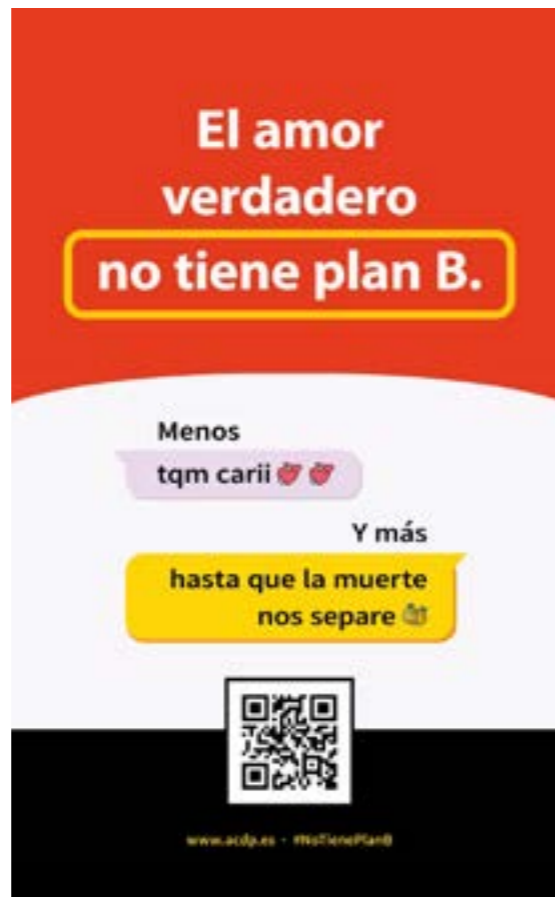 El amor
verdadero
no tiene plan B.
Menos
tqm carii
Y más
hasta que la muerte
nos separe
www.acdp.es - #NoTienePlanB